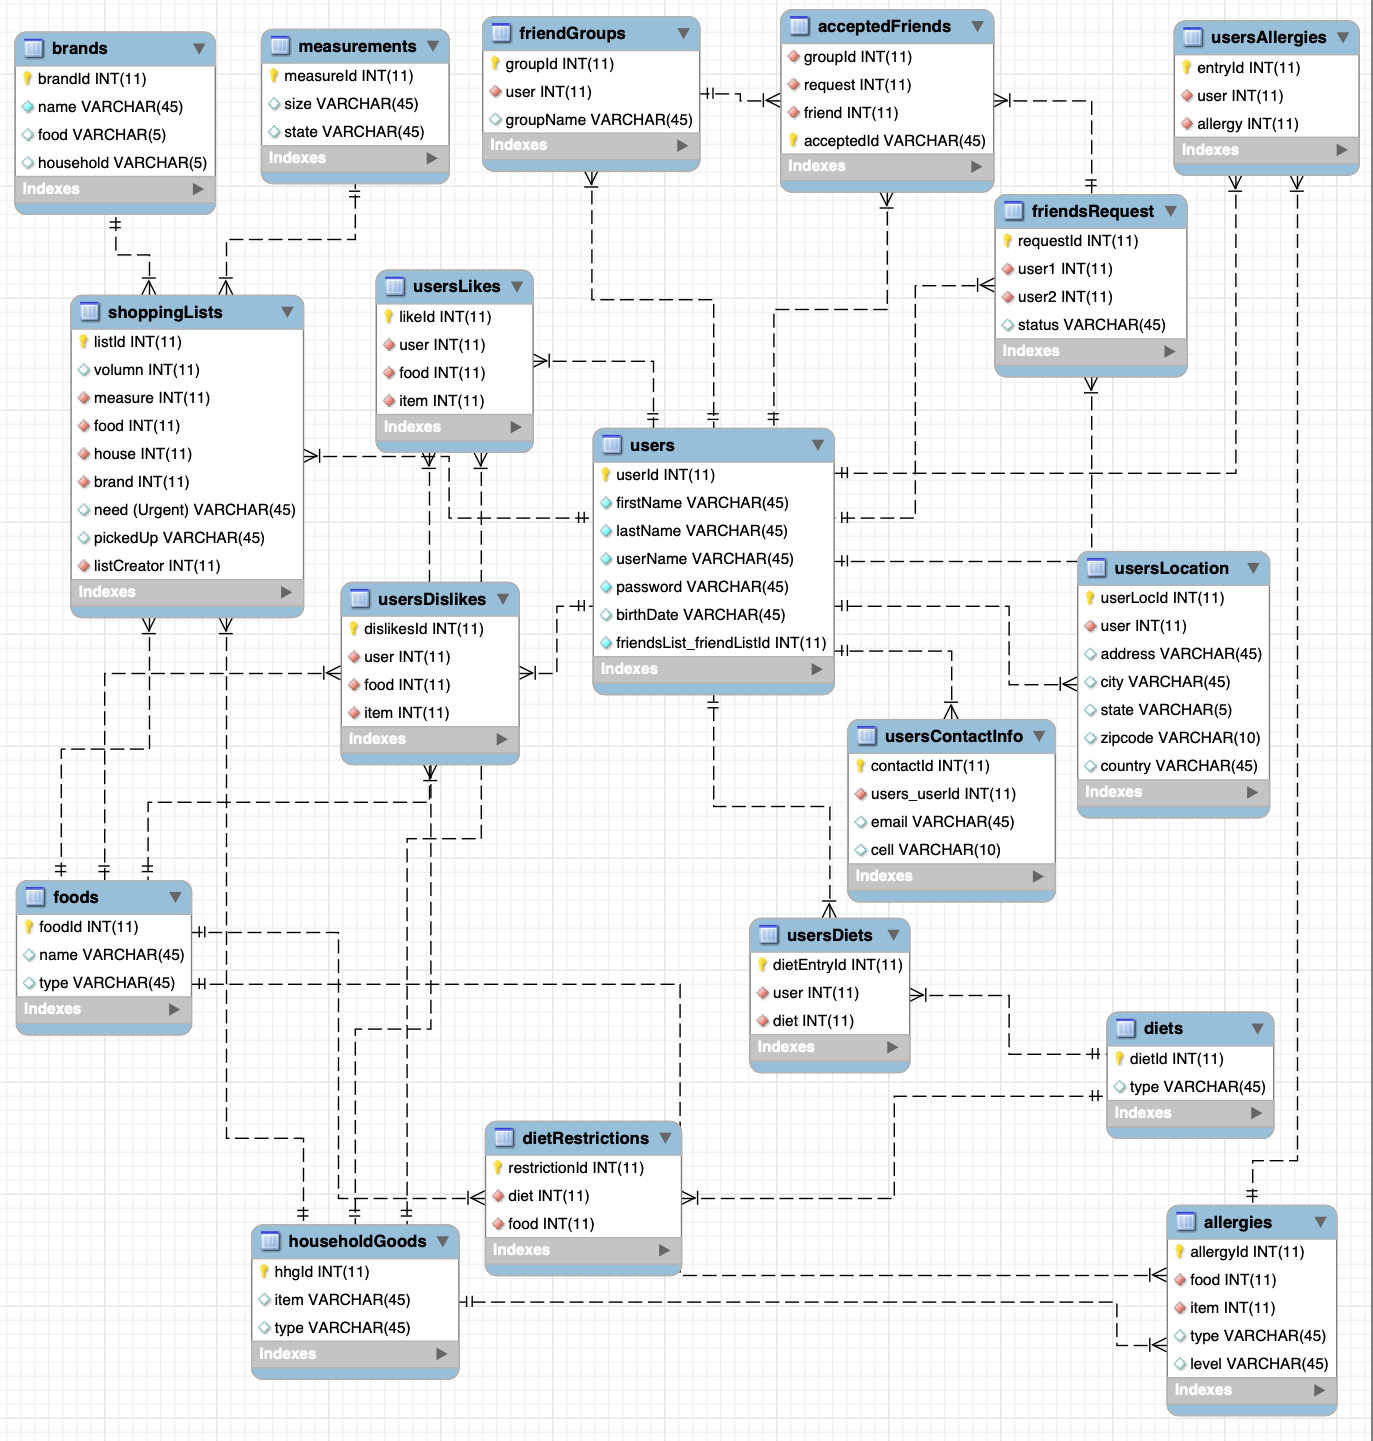 brands
brandId INT(11)
name VARCHAR(45)
food VARCHAR(5)
household VARCHAR(5)
Indexes
measurements
measureId INT(11)
size VARCHAR(45)
state VARCHAR(45)
Indexes
friendGroups
groupId INT(11)
user INT(11)
groupName VARCHAR(45)
Indexes
acceptedFriends
groupId INT(11)
request INT(11)
friend INT(11)
acceptedId VARCHAR(45)
Indexes
usersAllergies
entryId INT(11)
user INT(11)
allergy INT(11)
Indexes
friendsRequest
requestId INT(11)
user1 INT(11)
user2 INT(11)
status VARCHAR(45)
Indexes
shoppingLists
listId INT(11)
volumn INT(11)
measure INT(11)
food INT(11)
house INT(11)
brand INT(11)
need (Urgent) VARCHAR(45)
pickedUp VARCHAR(45)
listCreator INT(11)
Indexes
usersLikes
likeId INT(11)
user INT(11)
food INT(11)
item INT(11)
Indexes
users
userId INT(11)
firstName VARCHAR(45)
lastName VARCHAR(45)
userName VARCHAR(45)
password VARCHAR(45)
birthDate VARCHAR(45)
friendsList_friendListId INT(11)
Indexes
usersDislikes
dislikesId INT(11)
user INT(11)
food INT(11)
item INT(11)
Indexes
usersLocation
userLocId INT(11)
user INT(11)
address VARCHAR(45)
city VARCHAR(45)
state VARCHAR(5)
zipcode VARCHAR(10)
country VARCHAR(45)
Indexes
usersContactInfo
contactId INT(11)
users_userId INT(11)
email VARCHAR(45)
cell VARCHAR(10)
Indexes
foods
foodId INT(11)
name VARCHAR(45)
type VARCHAR(45)
Indexes
usersDiets
dietEntryId INT(11)
user INT(11)
diet INT(11)
Indexes
diets
dietId INT(11)
type VARCHAR(45)
Indexes
dietRestrictions
restrictionId INT(11)
diet INT(11)
food INT(11)
Indexes
householdGoods
hhgId INT(11)
item VARCHAR(45)
type VARCHAR(45)
Indexes
allergies
allergyId INT(11)
food INT(11)
item INT(11)
type VARCHAR(45)
level VARCHAR(45)
Indexes